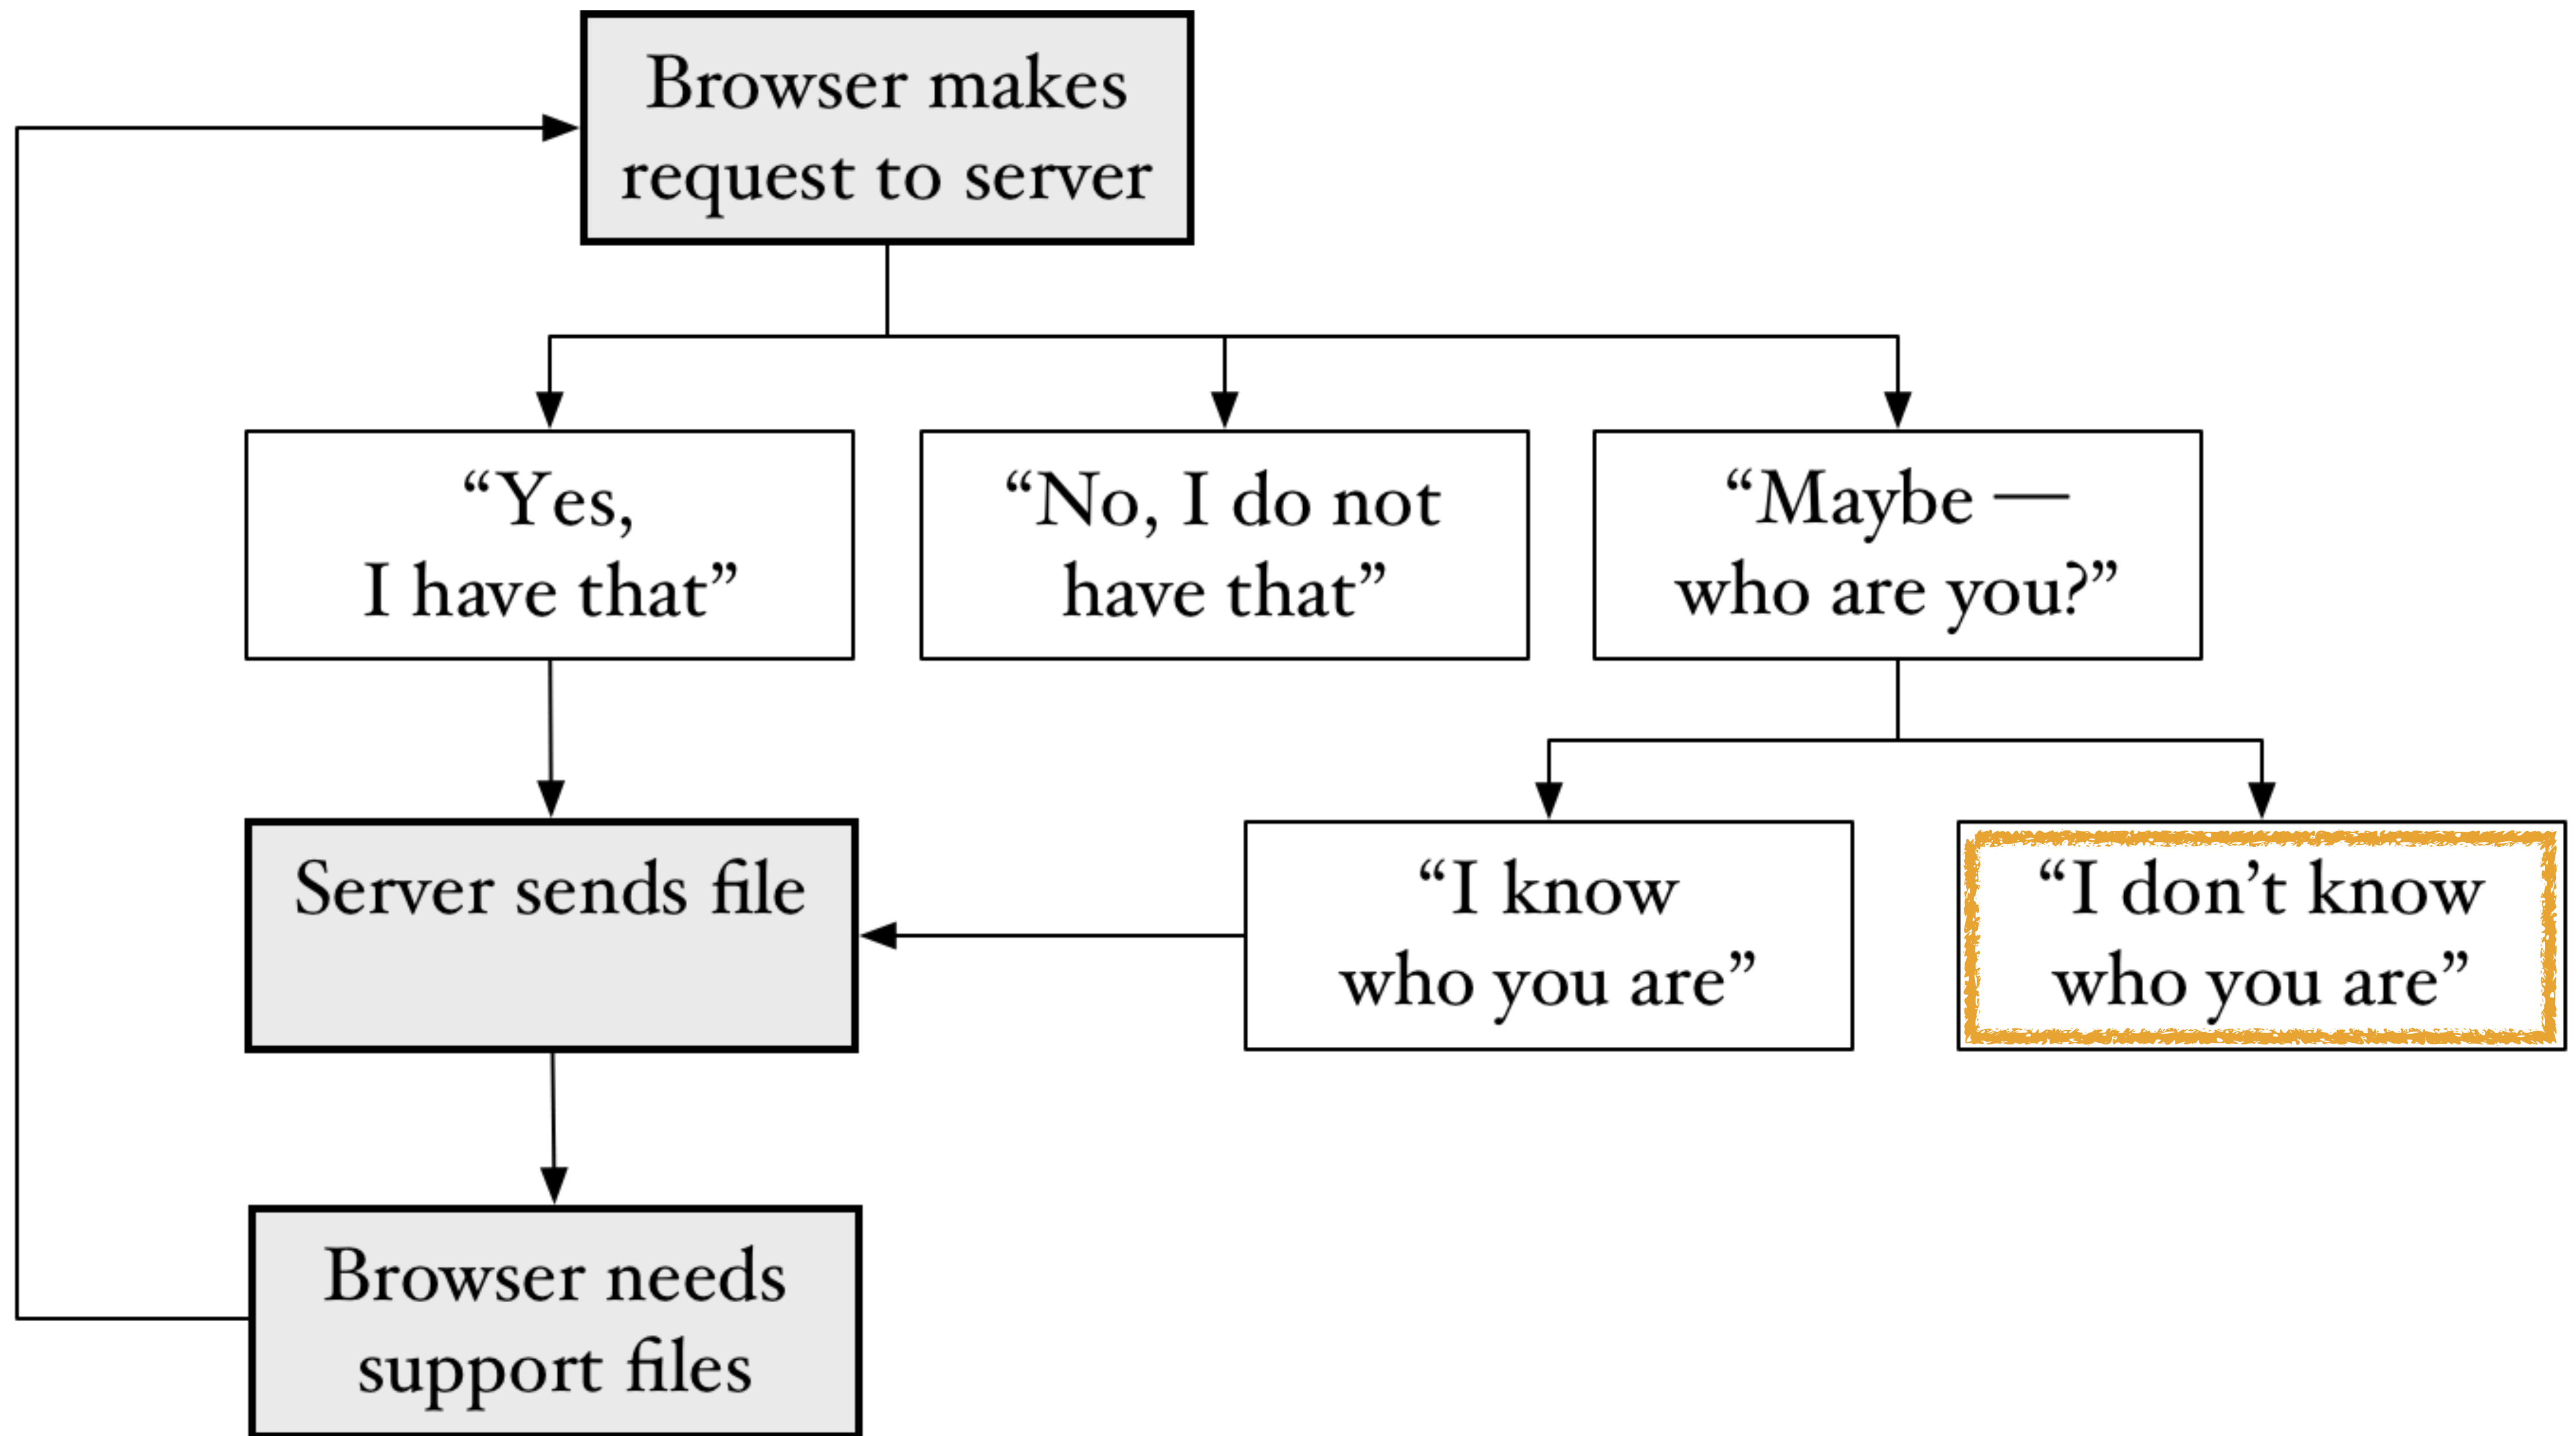 Browser makes
request to server
“Yes,
I have that”
“No, I do not
have that”
“Maybe —
who are you?”
Server sends file
“I know
who you are”
“I don’t know
who you are”
Browser needs
support files